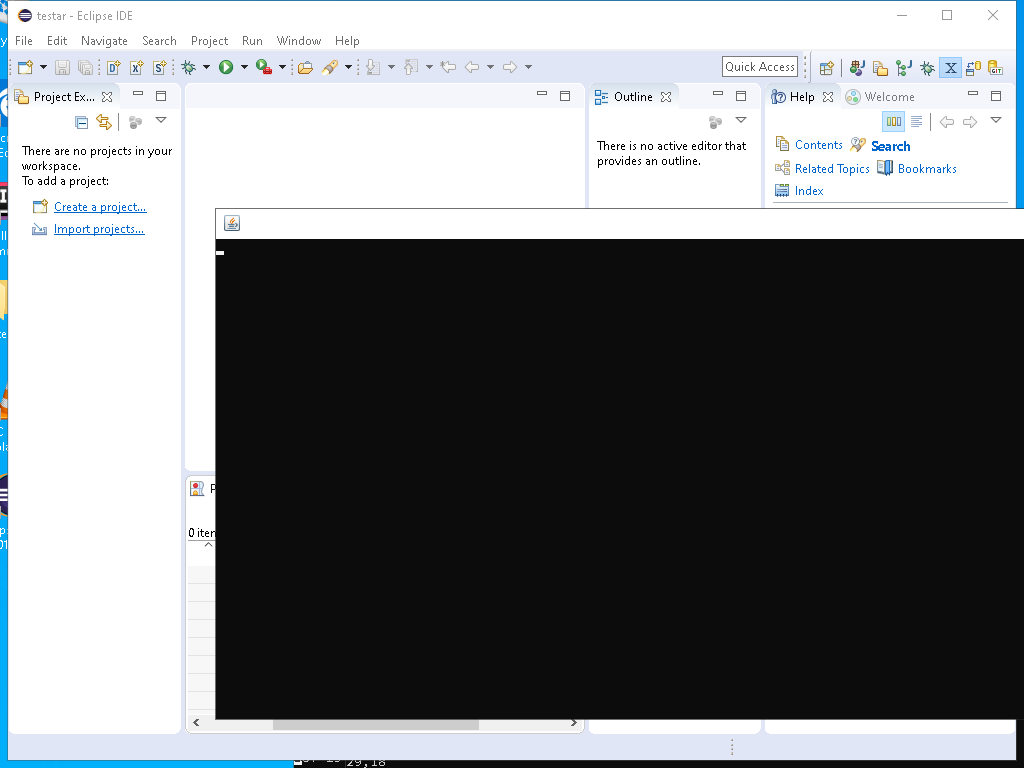 testar - Eclipse IDE
File Edit Navigate Search Project Run Window Help
Quick Access
Project Ex...
Outline
Help
Welcome
There are no projects in your
workspace.
To add a project:
Create a project...
Import projects...
There is no active editor that
provides an outline.
Contents
Search
Related Topics
Bookmarks
Index
0 iten
29,18